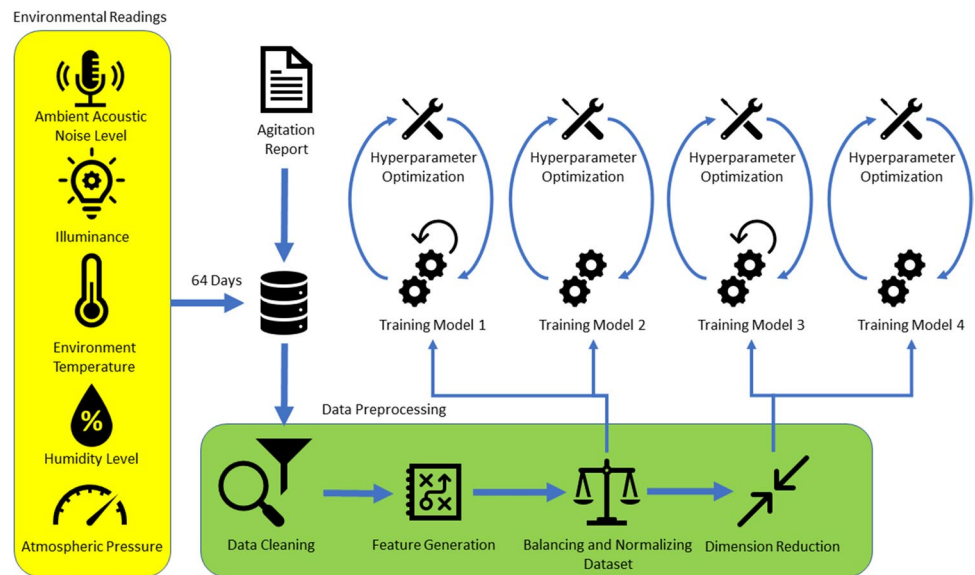 Environmental Readings
Ambient Acoustic
Noise Level
Illuminance
Environment
Temperature
%
Humidity Level
Atmospheric Pressure
64 Days
Agitation
Report
Hyperparameter
Optimization
Training Model 1
Hyperparameter
Optimization
Training Model 2
Hyperparameter
Optimization
Training Model 3
Hyperparameter
Optimization
Training Model 4
Data Preprocessing
Data Cleaning
Feature Generation
Balancing and Normalizing
Dataset
Dimension Reduction